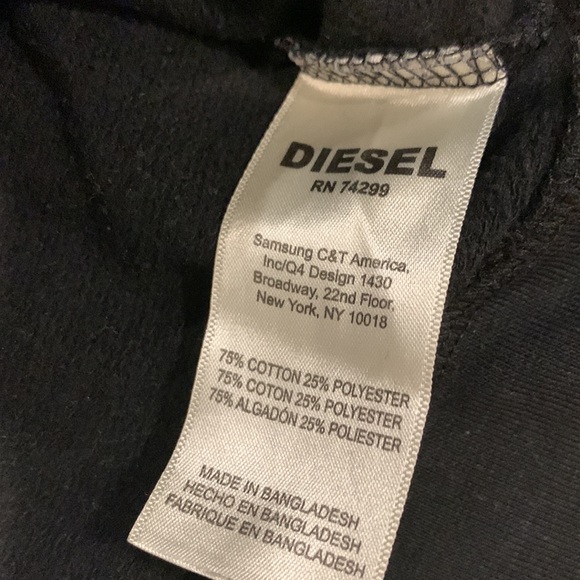 DIESEL
RN 74299
Samsung C&T America,
Inc/Q4 Design 1430
Broadway, 22nd Floor,
New York, NY 10018
75% COTTON 25% POLYESTER
75% COTON 25% POLYESTER
75% ALGADÓN 25% POLIESTER
MADE IN BANGLADESH
HECHO EN BANGLADESH
FABRIQUE EN BANGLADESH